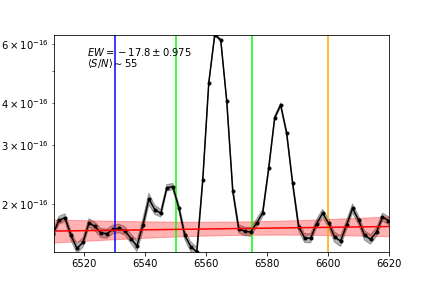 6 × 10⁻¹⁶
EW = −17.8 ± 0.975
⟨S/N⟩ ~ 55
4 × 10⁻¹⁶
3 × 10⁻¹⁶
2 × 10⁻¹⁶
6520 6540 6560 6580 6600 6620